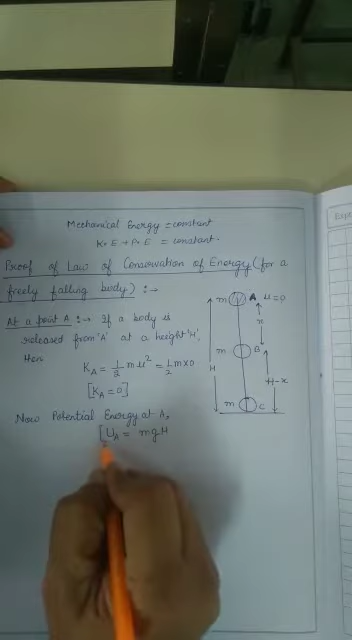 Mechanical Energy = constant
K.E + P.E = constant.
Proof of Law of Conservation of Energy (for a
freely falling body) :→
At a point A :→ If a body is
released from 'A' at a height 'H',
then
K_A = 1/2 mu² = 1/2 m×0
[K_A = 0]
Now Potential Energy at A,
[U_A = mgH
m A u=0
x
m B
H
H-x
m C